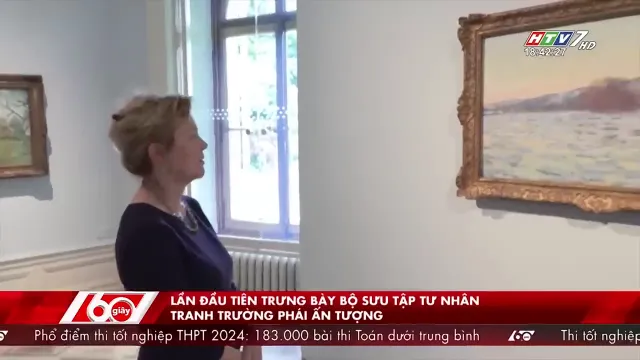 HTV7 HD
18:42:27
60 giây
LẦN ĐẦU TIÊN TRƯNG BÀY BỘ SƯU TẬP TƯ NHÂN
TRANH TRƯỜNG PHÁI ẤN TƯỢNG
Phổ điểm thi tốt nghiệp THPT 2024: 183.000 bài thi Toán dưới trung bình 60 Thi tốt nghiệp